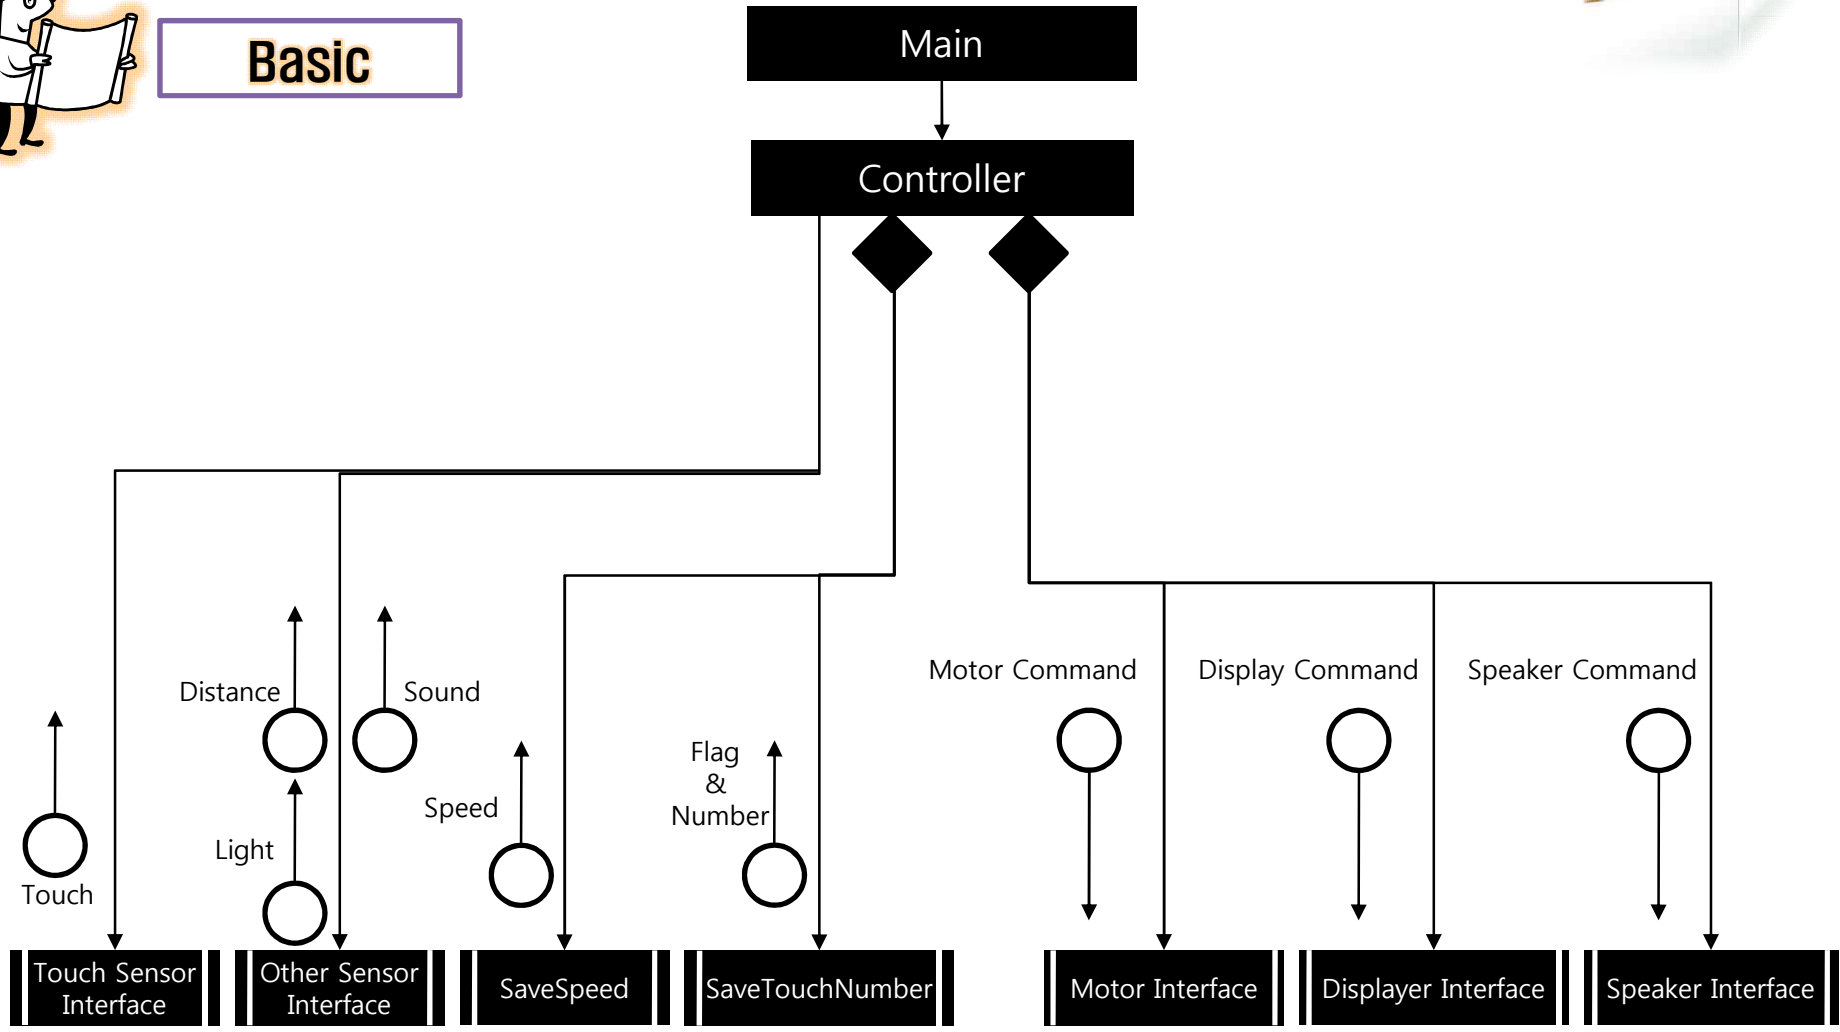 Basic
Main
Controller
Distance
Sound
Motor Command
Display Command
Speaker Command
Flag
&
Number
Speed
Light
Touch
Touch Sensor
Interface
Other Sensor
Interface
SaveSpeed
SaveTouchNumber
Motor Interface
Displayer Interface
Speaker Interface